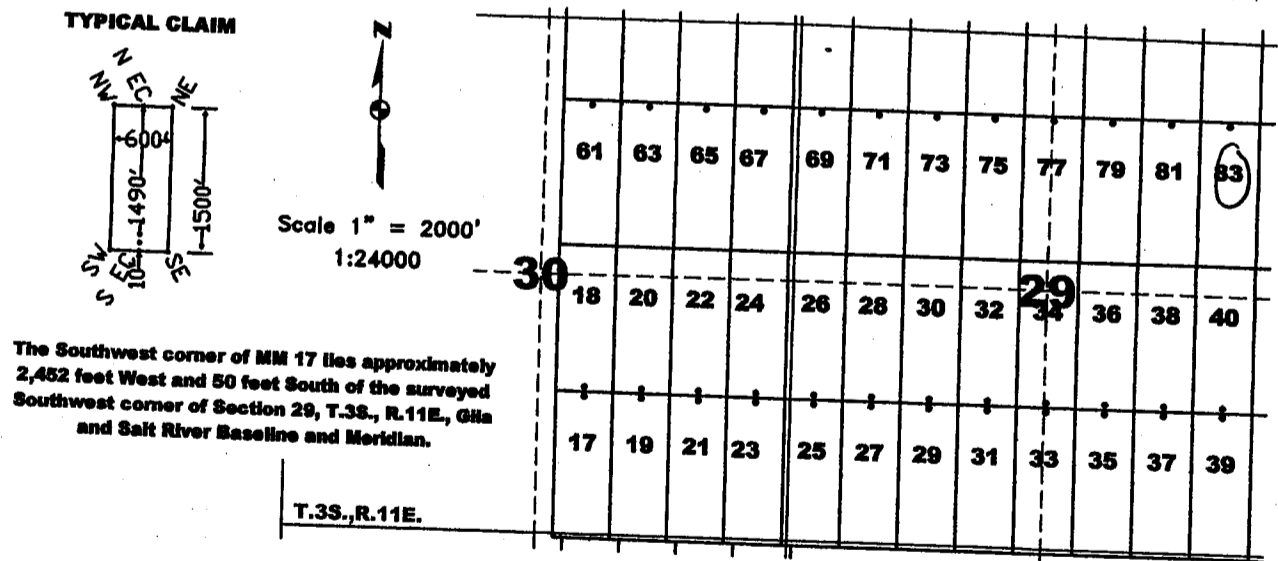 TYPICAL CLAIM
N EC
NW
NE
600'
1490'
1500'
10'
SW
S EC
SE
N
Scale 1" = 2000'
1:24000
The Southwest corner of MM 17 lies approximately
2,452 feet West and 50 feet South of the surveyed
Southwest corner of Section 29, T.3S., R.11E., Gila
and Salt River Baseline and Meridian.
T.3S.,R.11E.
61 63 65 67 69 71 73 75 77 79 81 83
30 29
18 20 22 24 26 28 30 32 34 36 38 40
17 19 21 23 25 27 29 31 33 35 37 39